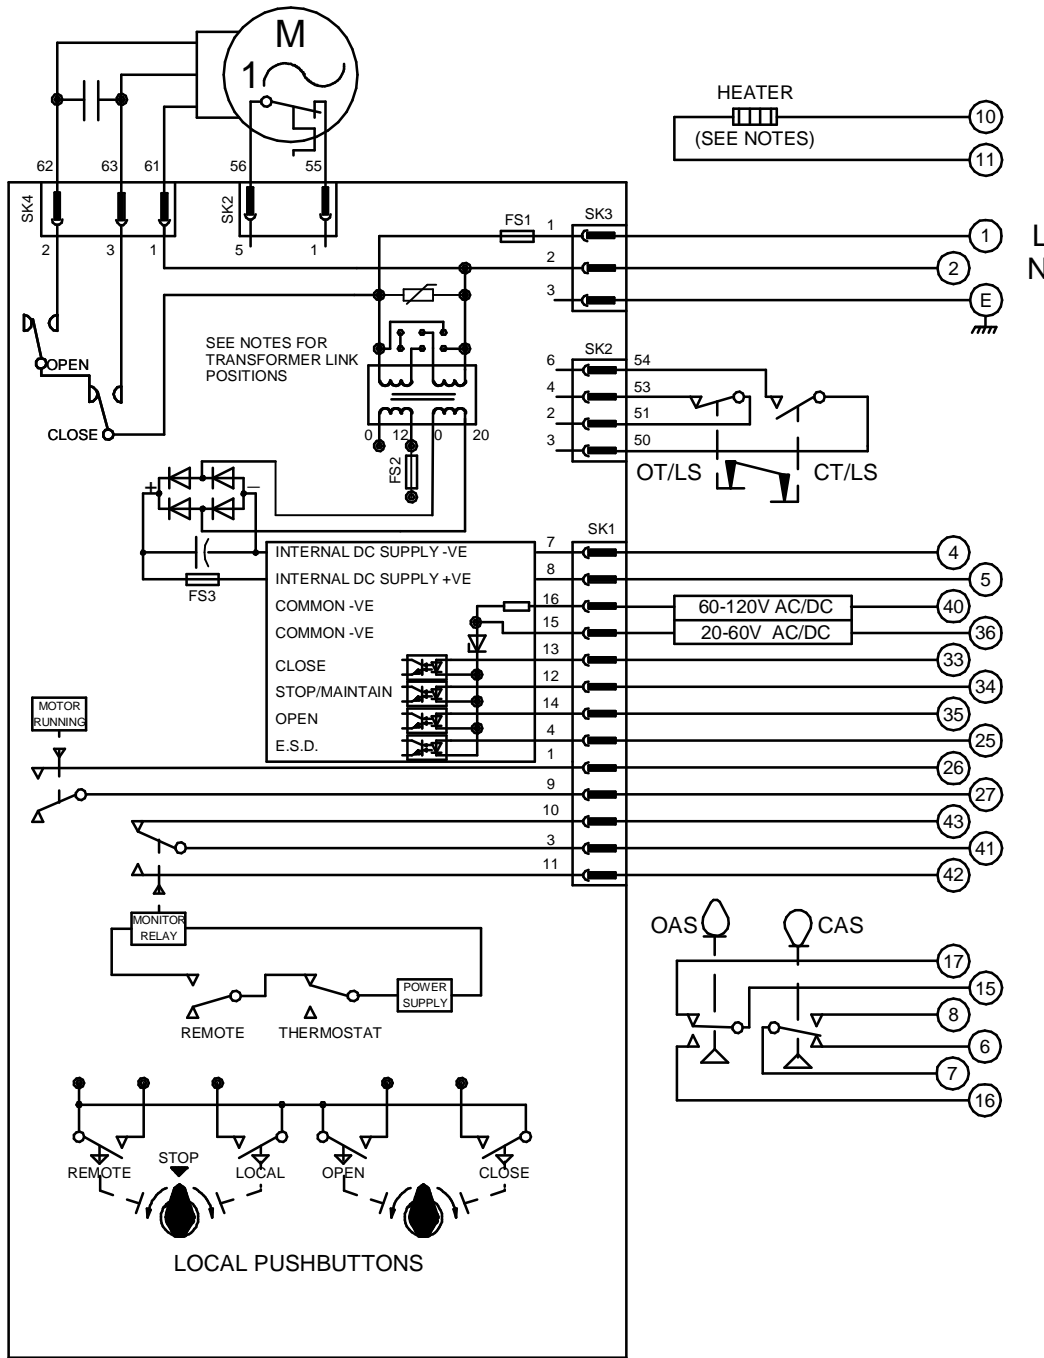 M
1
HEATER
10
(SEE NOTES)
11
62 63 61 56 55
SK4
SK2
2 3 1 5 1
FS1
SK3
1
1
L
2
2
N
3
E
SEE NOTES FOR
TRANSFORMER LINK
POSITIONS
OPEN
CLOSE
0 12 0 20
FS2
SK2
6 54
4 53
2 51
3 50
OT/LS
CT/LS
+ –
FS3
SK1
INTERNAL DC SUPPLY -VE 7 4
INTERNAL DC SUPPLY +VE 8 5
COMMON -VE 16 60-120V AC/DC 40
COMMON -VE 15 20-60V AC/DC 36
CLOSE 13 33
STOP/MAINTAIN 12 34
OPEN 14 35
E.S.D. 4 25
MOTOR
RUNNING
1 26
9 27
10 43
3 41
11 42
MONITOR
RELAY
POWER
SUPPLY
REMOTE
THERMOSTAT
OAS
CAS
17
15
8
6
7
16
REMOTE
STOP
LOCAL
OPEN
CLOSE
LOCAL PUSHBUTTONS